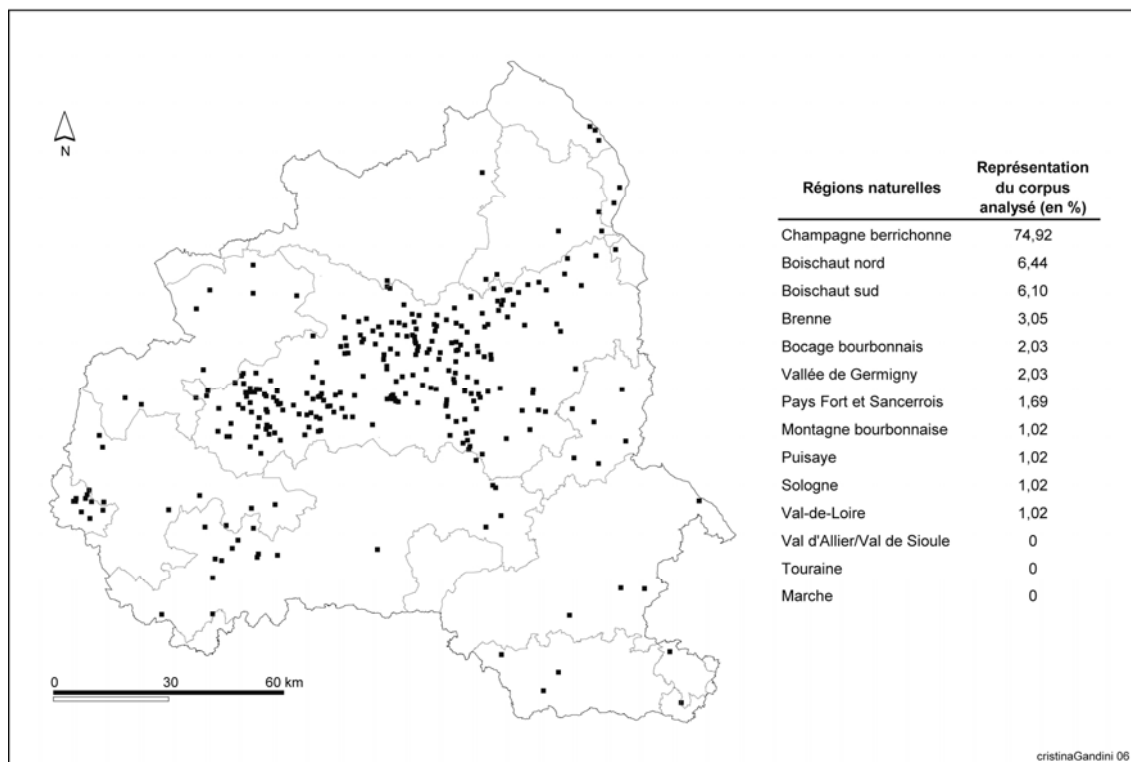 N
0 30 60 km
Régions naturelles
Représentation
du corpus
analysé (en %)
Champagne berrichonne 74,92
Boischaut nord 6,44
Boischaut sud 6,10
Brenne 3,05
Bocage bourbonnais 2,03
Vallée de Germigny 2,03
Pays Fort et Sancerrois 1,69
Montagne bourbonnaise 1,02
Puisaye 1,02
Sologne 1,02
Val-de-Loire 1,02
Val d'Allier/Val de Sioule 0
Touraine 0
Marche 0
cristinaGandini 06